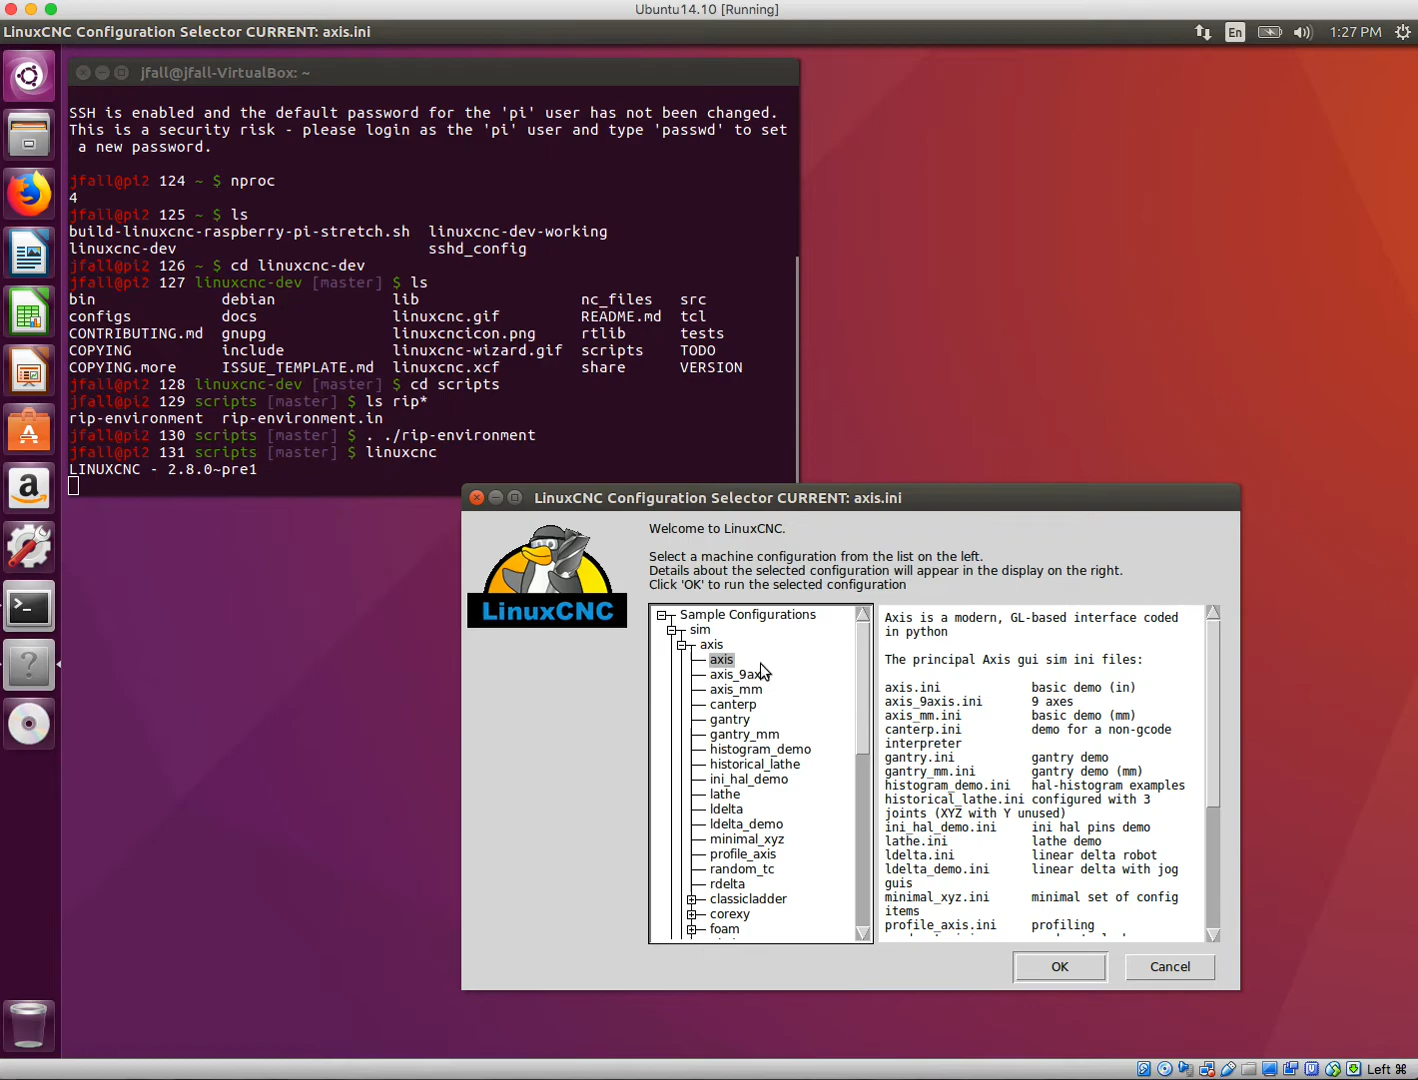 Ubuntu14.10 [Running]
LinuxCNC Configuration Selector CURRENT: axis.ini
En
1:27 PM
jfall@jfall-VirtualBox: ~
SSH is enabled and the default password for the 'pi' user has not been changed.
This is a security risk - please login as the 'pi' user and type 'passwd' to set
a new password.
jfall@pi2 124 ~ $ nproc
4
jfall@pi2 125 ~ $ ls
build-linuxcnc-raspberry-pi-stretch.sh linuxcnc-dev-working
linuxcnc-dev sshd_config
jfall@pi2 126 ~ $ cd linuxcnc-dev
jfall@pi2 127 linuxcnc-dev [master] $ ls
bin debian lib nc_files src
configs docs linuxcnc.gif README.md tcl
CONTRIBUTING.md gnupg linuxcncicon.png rtlib tests
COPYING include linuxcnc-wizard.gif scripts TODO
COPYING.more ISSUE_TEMPLATE.md linuxcnc.xcf share VERSION
jfall@pi2 128 linuxcnc-dev [master] $ cd scripts
jfall@pi2 129 scripts [master] $ ls rip*
rip-environment rip-environment.in
jfall@pi2 130 scripts [master] $ . ./rip-environment
jfall@pi2 131 scripts [master] $ linuxcnc
LINUXCNC - 2.8.0~pre1
LinuxCNC Configuration Selector CURRENT: axis.ini
LinuxCNC
Welcome to LinuxCNC.
Select a machine configuration from the list on the left.
Details about the selected configuration will appear in the display on the right.
Click 'OK' to run the selected configuration
Sample Configurations
sim
axis
axis
axis_mm
canterp
gantry
gantry_mm
histogram_demo
historical_lathe
ini_hal_demo
lathe
ldelta
ldelta_demo
minimal_xyz
profile_axis
random_tc
rdelta
classicladder
corexy
foam
Axis is a modern, GL-based interface coded
in python
The principal Axis gui sim ini files:
axis.ini basic demo (in)
axis_9axis.ini 9 axes
axis_mm.ini basic demo (mm)
canterp.ini demo for a non-gcode
interpreter
gantry.ini gantry demo
gantry_mm.ini gantry demo (mm)
histogram_demo.ini hal-histogram examples
historical_lathe.ini configured with 3
joints (XYZ with Y unused)
ini_hal_demo.ini ini hal pins demo
lathe.ini lathe demo
ldelta.ini linear delta robot
ldelta_demo.ini linear delta with jog
guis
minimal_xyz.ini minimal set of config
items
profile_axis.ini profiling
OK
Cancel
Left ⌘